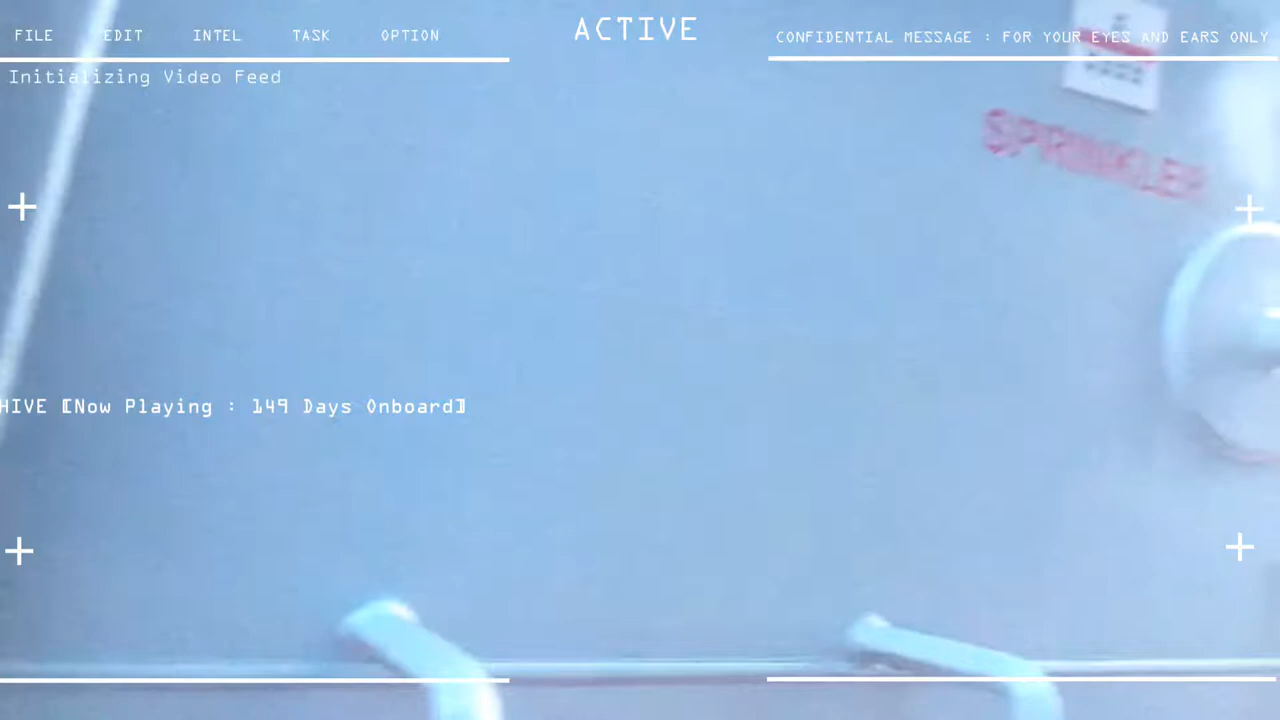 FILE EDIT INTEL TASK OPTION
ACTIVE
CONFIDENTIAL MESSAGE : FOR YOUR EYES AND EARS ONLY
Initializing Video Feed
SPRINKLER
HIVE [Now Playing : 149 Days Onboard]